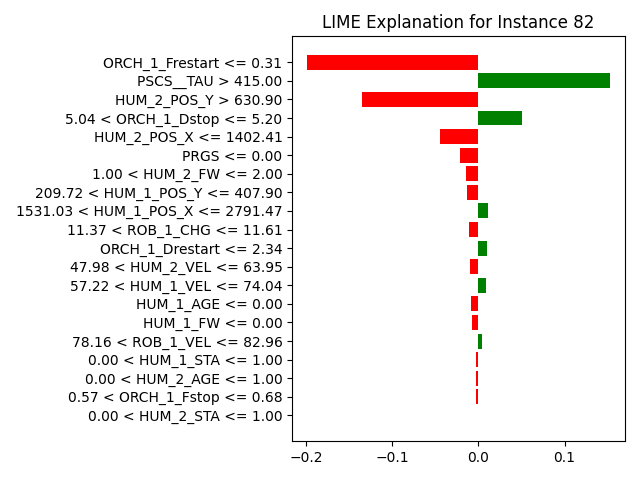 LIME Explanation for Instance 82
ORCH_1_Frestart <= 0.31
PSCS__TAU > 415.00
HUM_2_POS_Y > 630.90
5.04 < ORCH_1_Dstop <= 5.20
HUM_2_POS_X <= 1402.41
PRGS <= 0.00
1.00 < HUM_2_FW <= 2.00
209.72 < HUM_1_POS_Y <= 407.90
1531.03 < HUM_1_POS_X <= 2791.47
11.37 < ROB_1_CHG <= 11.61
ORCH_1_Drestart <= 2.34
47.98 < HUM_2_VEL <= 63.95
57.22 < HUM_1_VEL <= 74.04
HUM_1_AGE <= 0.00
HUM_1_FW <= 0.00
78.16 < ROB_1_VEL <= 82.96
0.00 < HUM_1_STA <= 1.00
0.00 < HUM_2_AGE <= 1.00
0.57 < ORCH_1_Fstop <= 0.68
0.00 < HUM_2_STA <= 1.00
−0.2 −0.1 0.0 0.1